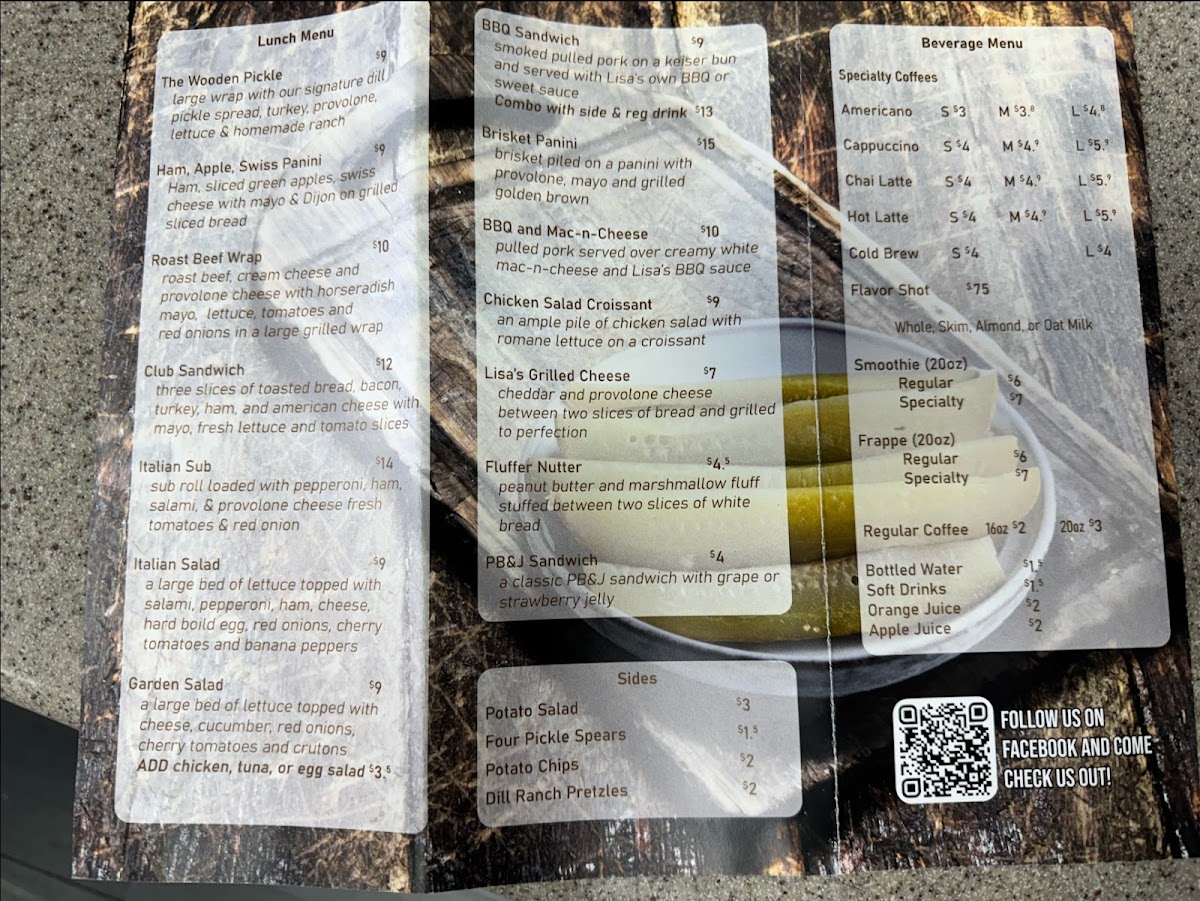 Lunch Menu
The Wooden Pickle $9
large wrap with our signature dill
pickle spread, turkey, provolone,
lettuce & homemade ranch
Ham, Apple, Swiss Panini $9
Ham, sliced green apples, swiss
cheese with mayo & Dijon on grilled
sliced bread
Roast Beef Wrap $10
roast beef, cream cheese and
provolone cheese with horseradish
mayo, lettuce, tomatoes and
red onions in a large grilled wrap
Club Sandwich $12
three slices of toasted bread, bacon,
turkey, ham, and american cheese with
mayo, fresh lettuce and tomato slices
Italian Sub $14
sub roll loaded with pepperoni, ham,
salami, & provolone cheese fresh
tomatoes & red onion
Italian Salad $9
a large bed of lettuce topped with
salami, pepperoni, ham, cheese,
hard boild egg, red onions, cherry
tomatoes and banana peppers
Garden Salad $9
a large bed of lettuce topped with
cheese, cucumber, red onions,
cherry tomatoes and crutons
ADD chicken, tuna, or egg salad $3.5
BBQ Sandwich $9
smoked pulled pork on a keiser bun
and served with Lisa's own BBQ or
sweet sauce
Combo with side & reg drink $13
Brisket Panini $15
brisket piled on a panini with
provolone, mayo and grilled
golden brown
BBQ and Mac-n-Cheese $10
pulled pork served over creamy white
mac-n-cheese and Lisa's BBQ sauce
Chicken Salad Croissant $9
an ample pile of chicken salad with
romane lettuce on a croissant
Lisa's Grilled Cheese $7
cheddar and provolone cheese
between two slices of bread and grilled
to perfection
Fluffer Nutter $4.5
peanut butter and marshmallow fluff
stuffed between two slices of white
bread
PB&J Sandwich $4
a classic PB&J sandwich with grape or
strawberry jelly
Sides
Potato Salad $3
Four Pickle Spears $1.5
Potato Chips $2
Dill Ranch Pretzles $2
Beverage Menu
Specialty Coffees
Americano S $3 M $3.8 L $4.8
Cappuccino S $4 M $4.9 L $5.9
Chai Latte S $4 M $4.9 L $5.9
Hot Latte S $4 M $4.9 L $5.9
Cold Brew S $4 L $4
Flavor Shot $75
Whole, Skim, Almond, or Oat Milk
Smoothie (20oz)
Regular $6
Specialty $7
Frappe (20oz)
Regular $6
Specialty $7
Regular Coffee 16oz $2 20oz $3
Bottled Water $1.5
Soft Drinks $1.5
Orange Juice $2
Apple Juice $2
FOLLOW US ON
FACEBOOK AND COME
CHECK US OUT!